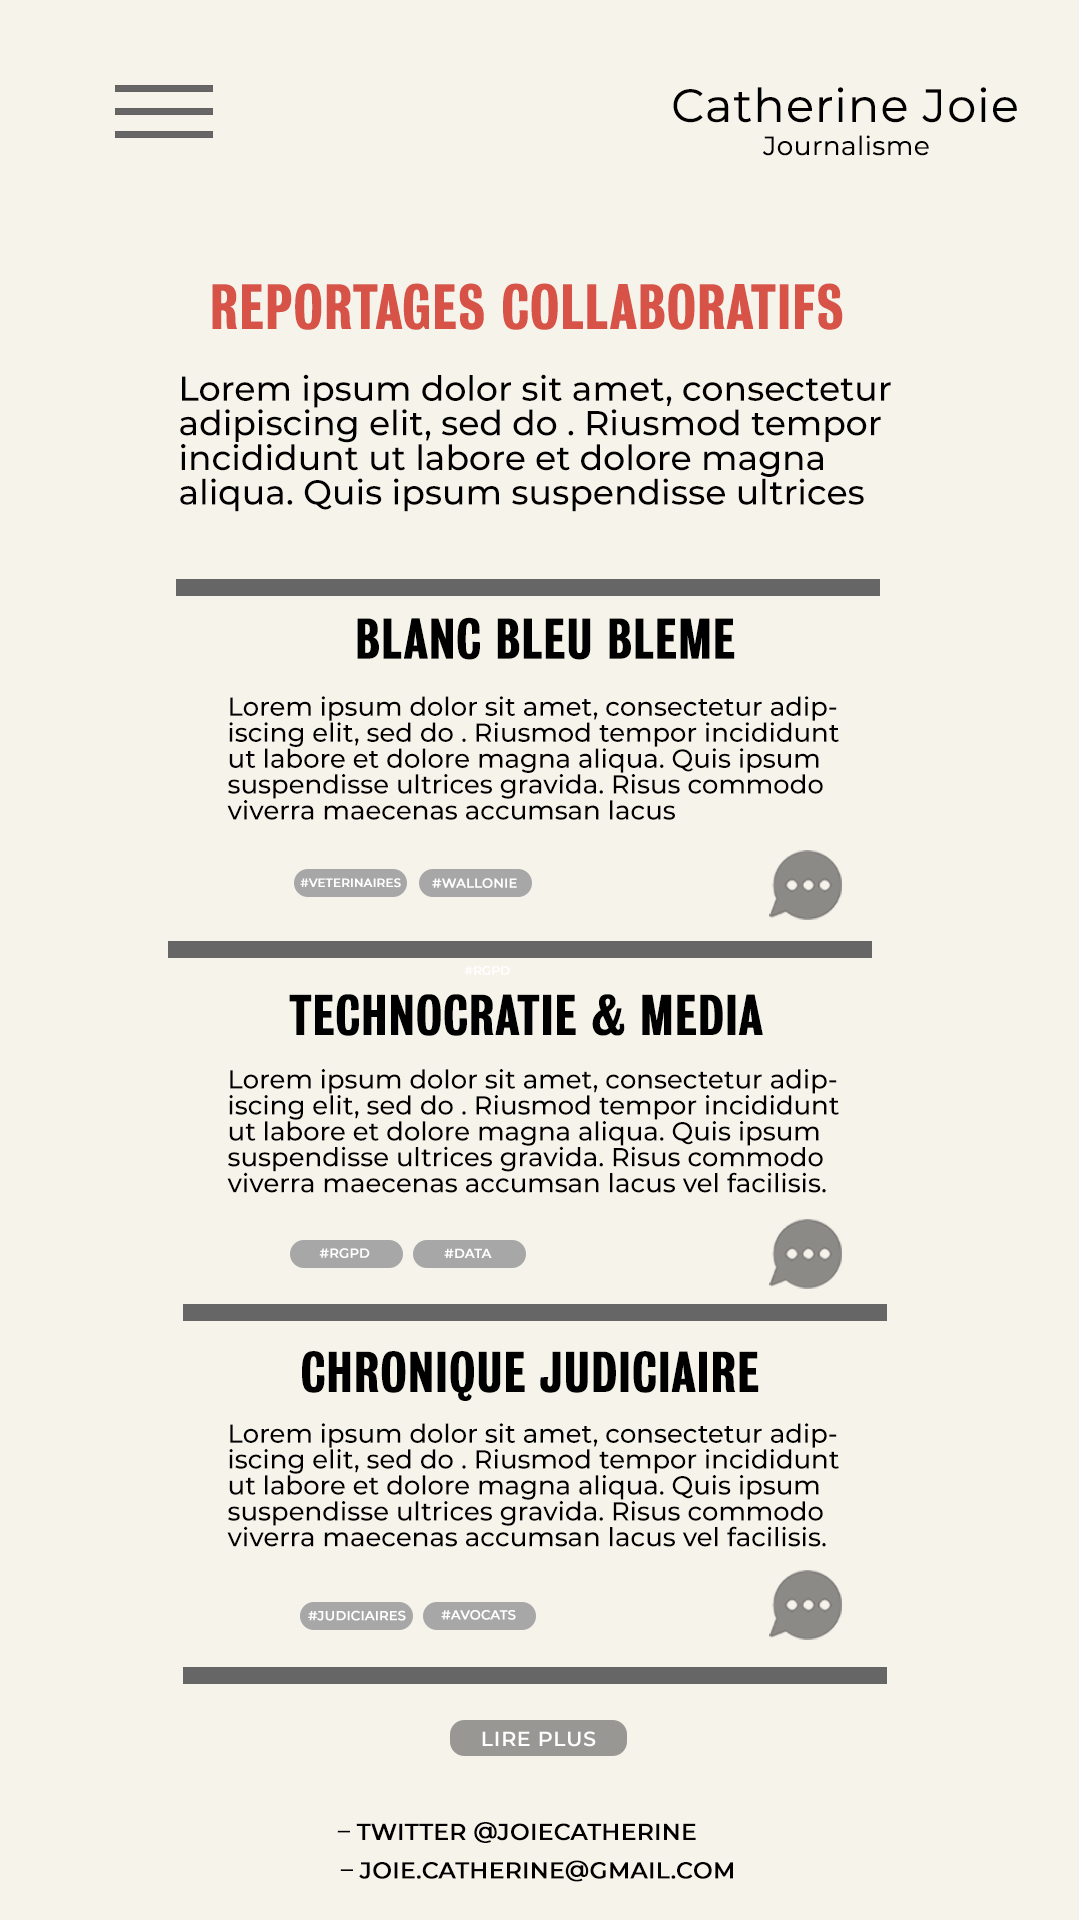 Catherine Joie
Journalisme
REPORTAGES COLLABORATIFS
Lorem ipsum dolor sit amet, consectetur
adipiscing elit, sed do . Riusmod tempor
incididunt ut labore et dolore magna
aliqua. Quis ipsum suspendisse ultrices
BLANC BLEU BLEME
Lorem ipsum dolor sit amet, consectetur adip-
iscing elit, sed do . Riusmod tempor incididunt
ut labore et dolore magna aliqua. Quis ipsum
suspendisse ultrices gravida. Risus commodo
viverra maecenas accumsan lacus
#VETERINAIRES #WALLONIE
#RGPD
TECHNOCRATIE & MEDIA
Lorem ipsum dolor sit amet, consectetur adip-
iscing elit, sed do . Riusmod tempor incididunt
ut labore et dolore magna aliqua. Quis ipsum
suspendisse ultrices gravida. Risus commodo
viverra maecenas accumsan lacus vel facilisis.
#RGPD #DATA
CHRONIQUE JUDICIAIRE
Lorem ipsum dolor sit amet, consectetur adip-
iscing elit, sed do . Riusmod tempor incididunt
ut labore et dolore magna aliqua. Quis ipsum
suspendisse ultrices gravida. Risus commodo
viverra maecenas accumsan lacus vel facilisis.
#JUDICIAIRES #AVOCATS
LIRE PLUS
– TWITTER @JOIECATHERINE
– JOIE.CATHERINE@GMAIL.COM